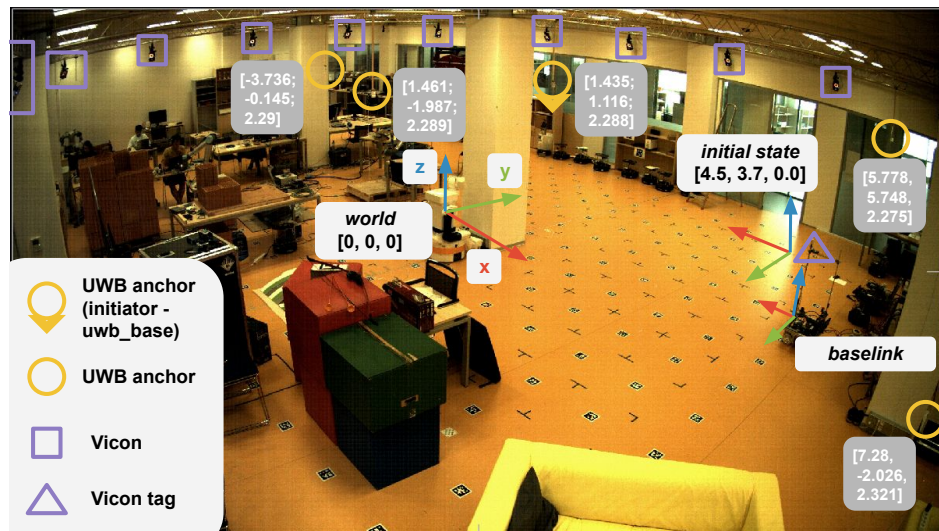 [-3.736;
-0.145;
2.29]
[1.461;
-1.987;
2.289]
[1.435;
1.116;
2.288]
initial state
[4.5, 3.7, 0.0]
[5.778,
5.748,
2.275]
z
y
x
world
[0, 0, 0]
baselink
[7.28,
-2.026,
2.321]
UWB anchor
(initiator -
uwb_base)
UWB anchor
Vicon
Vicon tag